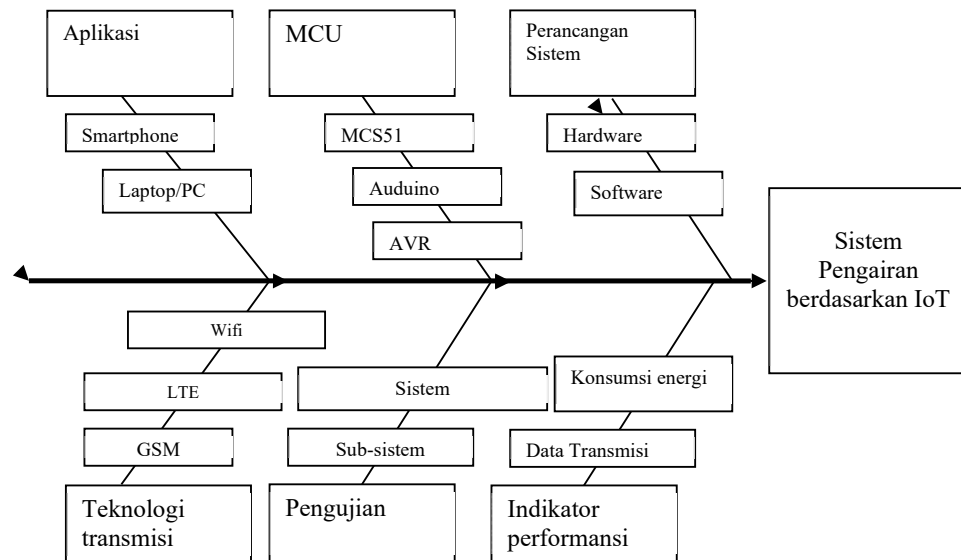 Aplikasi
MCU
Perancangan
Sistem
Smartphone
MCS51
Hardware
Laptop/PC
Auduino
Software
AVR
Sistem
Pengairan
berdasarkan IoT
Wifi
LTE
Sistem
Konsumsi energi
GSM
Sub-sistem
Data Transmisi
Teknologi
transmisi
Pengujian
Indikator
performansi